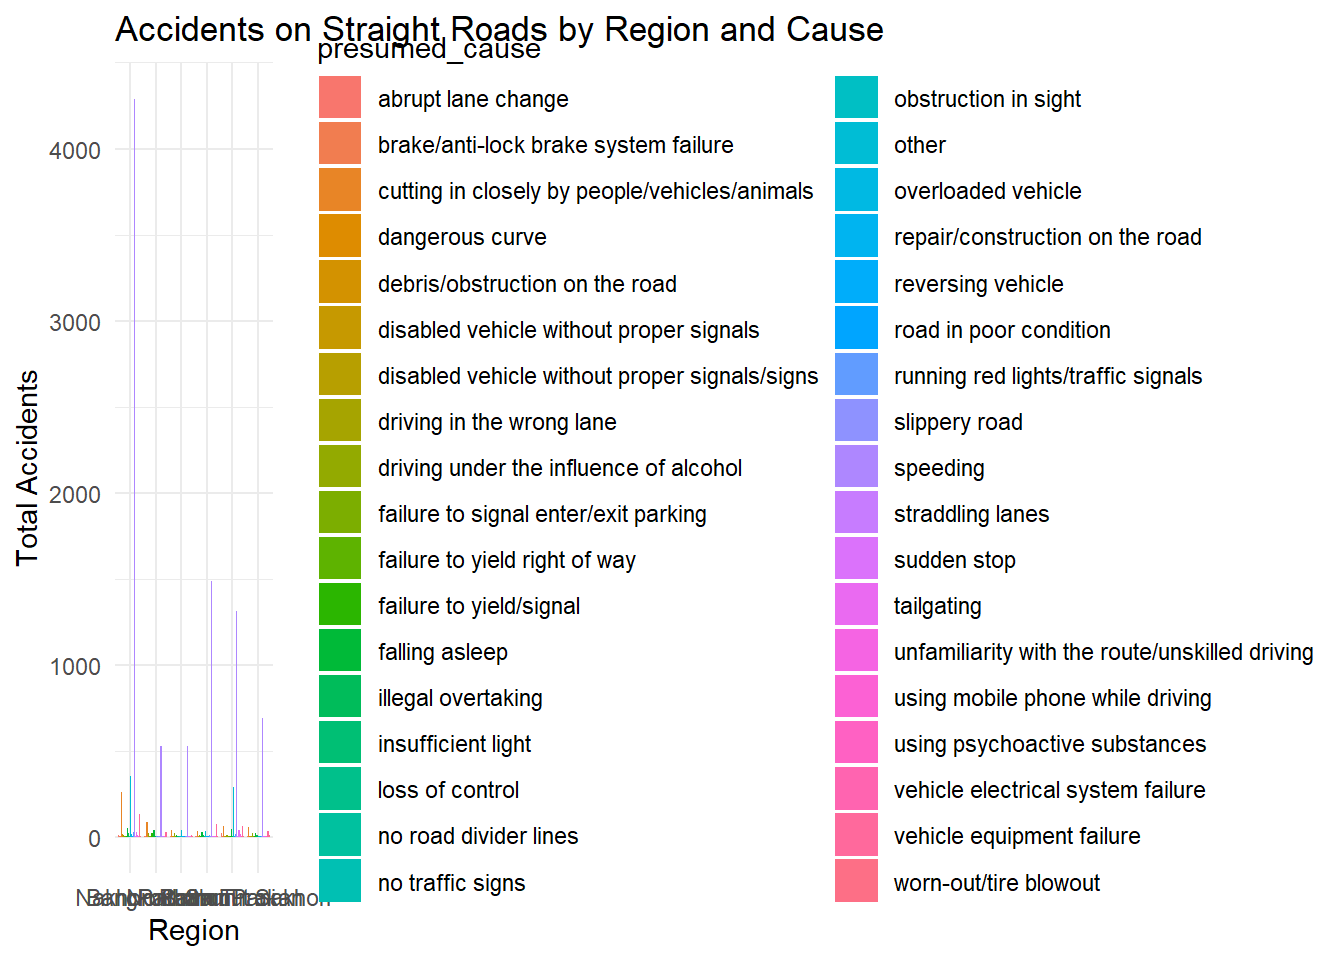 Accidents on Straight Roads by Region and Cause
presumed_cause
abrupt lane change
brake/anti-lock brake system failure
cutting in closely by people/vehicles/animals
dangerous curve
debris/obstruction on the road
disabled vehicle without proper signals
disabled vehicle without proper signals/signs
driving in the wrong lane
driving under the influence of alcohol
failure to signal enter/exit parking
failure to yield right of way
failure to yield/signal
falling asleep
illegal overtaking
insufficient light
loss of control
no road divider lines
no traffic signs
obstruction in sight
other
overloaded vehicle
repair/construction on the road
reversing vehicle
road in poor condition
running red lights/traffic signals
slippery road
speeding
straddling lanes
sudden stop
tailgating
unfamiliarity with the route/unskilled driving
using mobile phone while driving
using psychoactive substances
vehicle electrical system failure
vehicle equipment failure
worn-out/tire blowout
Total Accidents
4000
3000
2000
1000
0
Region